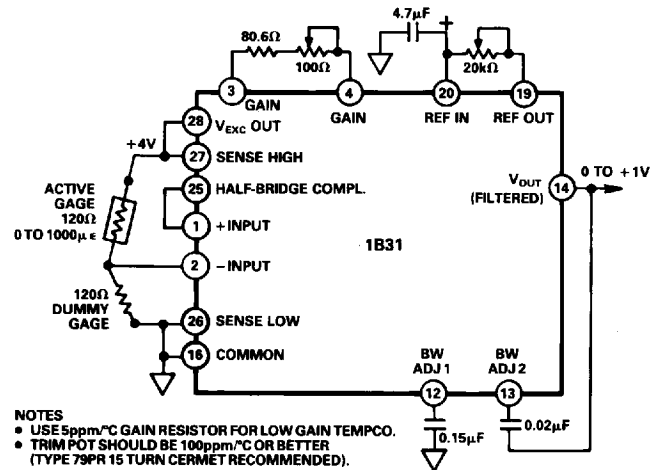 4.7μF
+
80.6Ω
100Ω
20kΩ
3
4
20
19
GAIN
GAIN
REF IN
REF OUT
28
V_EXC OUT
+4V
27
SENSE HIGH
25
HALF-BRIDGE COMPL.
1
+INPUT
2
−INPUT
ACTIVE
GAGE
120Ω
0 TO 1000μ ϵ
120Ω
DUMMY
GAGE
26
SENSE LOW
16
COMMON
1B31
V_OUT
(FILTERED)
14
0 TO +1V
BW
ADJ 1
BW
ADJ 2
12
13
0.15μF
0.02μF
NOTES
● USE 5ppm/°C GAIN RESISTOR FOR LOW GAIN TEMPCO.
● TRIM POT SHOULD BE 100ppm/°C OR BETTER
(TYPE 79PR 15 TURN CERMET RECOMMENDED).